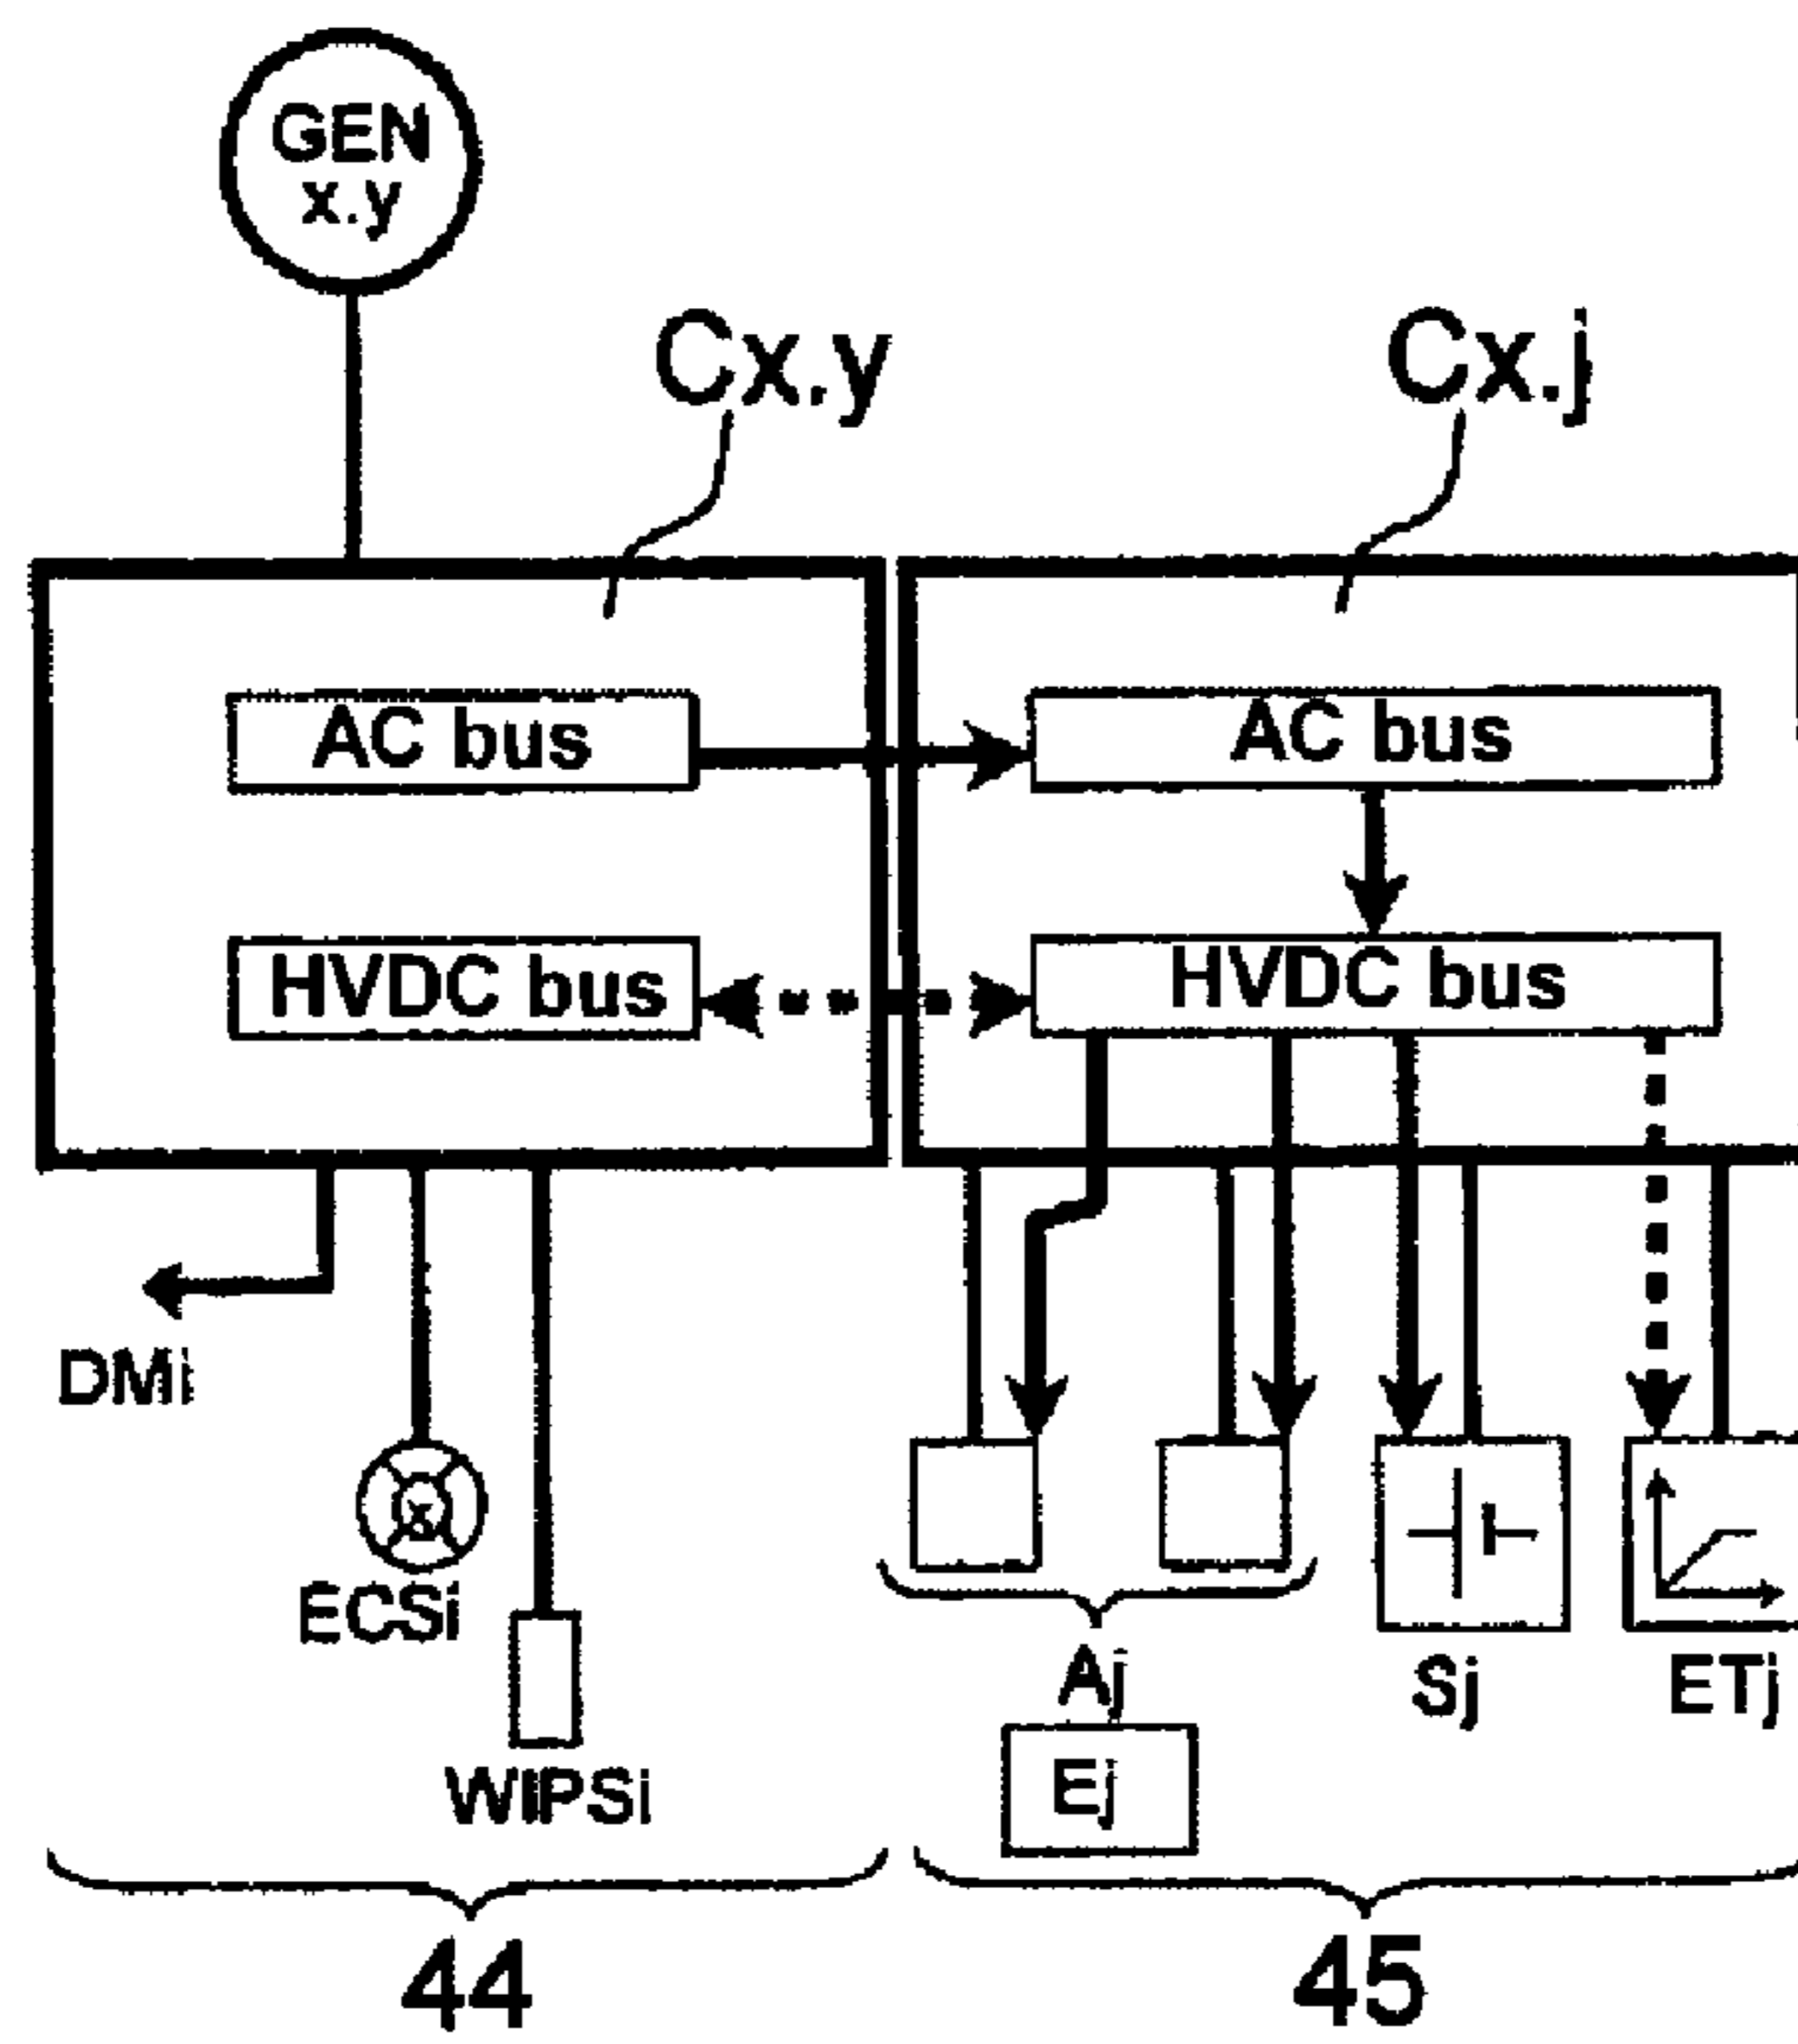 GEN
x.y
Cx.y
Cx.j
AC bus
AC bus
HVDC bus
HVDC bus
DMi
ECSi
WIPSi
Aj
Ej
Sj
ETj
44
45